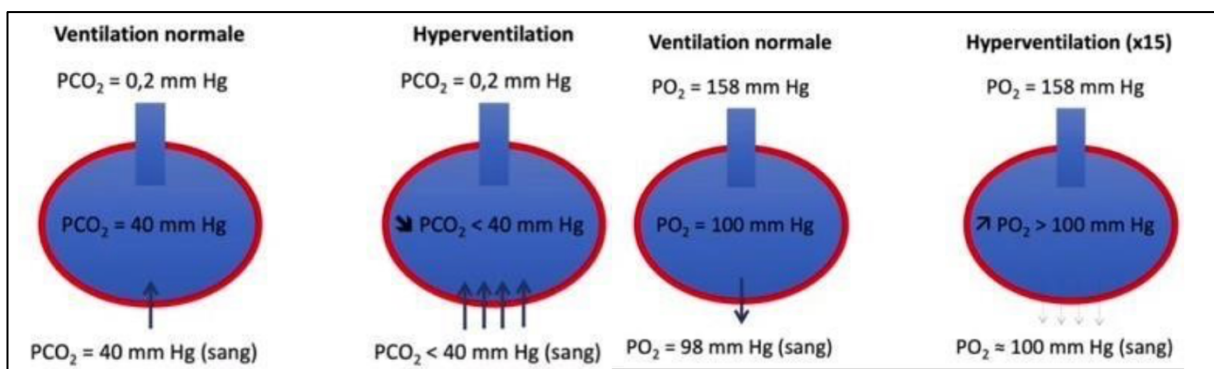 Ventilation normale
PCO₂ = 0,2 mm Hg
PCO₂ = 40 mm Hg
PCO₂ = 40 mm Hg (sang)
Hyperventilation
PCO₂ = 0,2 mm Hg
↘ PCO₂ < 40 mm Hg
PCO₂ < 40 mm Hg (sang)
Ventilation normale
PO₂ = 158 mm Hg
PO₂ = 100 mm Hg
PO₂ = 98 mm Hg (sang)
Hyperventilation (x15)
PO₂ = 158 mm Hg
↗ PO₂ > 100 mm Hg
PO₂ ≈ 100 mm Hg (sang)